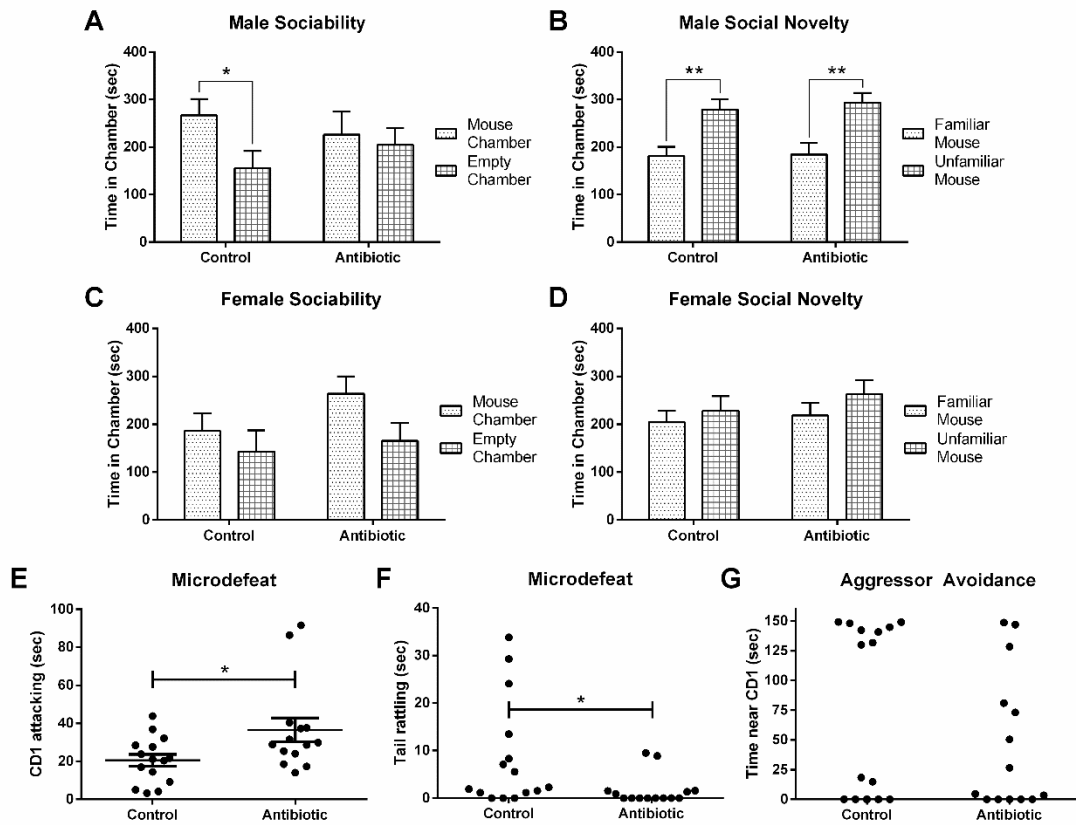 A
Male Sociability
Time in Chamber (sec)
400
300
200
100
0
*
Control
Antibiotic
Mouse
Chamber
Empty
Chamber
B
Male Social Novelty
Time in Chamber (sec)
400
300
200
100
0
**
**
Control
Antibiotic
Familiar
Mouse
Unfamiliar
Mouse
C
Female Sociability
Time in Chamber (sec)
400
300
200
100
0
Control
Antibiotic
Mouse
Chamber
Empty
Chamber
D
Female Social Novelty
Time in Chamber (sec)
400
300
200
100
0
Control
Antibiotic
Familiar
Mouse
Unfamiliar
Mouse
E
Microdefeat
CD1 attacking (sec)
100
80
60
40
20
0
*
Control
Antibiotic
F
Microdefeat
Tail rattling (sec)
40
30
20
10
0
*
Control
Antibiotic
G
Aggressor Avoidance
Time near CD1 (sec)
150
125
100
75
50
25
0
Control
Antibiotic